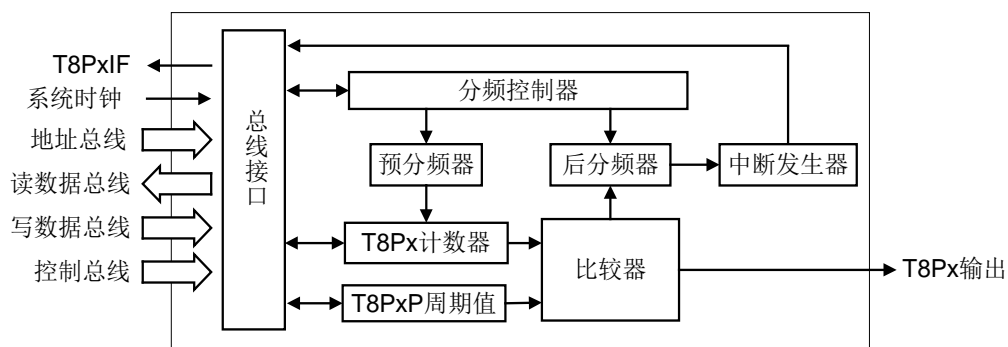 T8PxIF
系统时钟
地址总线
读数据总线
写数据总线
控制总线
总线接口
分频控制器
预分频器
后分频器
中断发生器
T8Px计数器
比较器
T8PxP周期值
T8Px输出